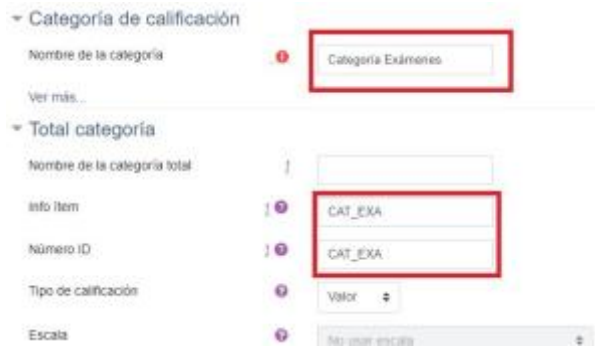 Categoría de calificación
Nombre de la categoría
Categoría Exámenes
Ver más...
Total categoría
Nombre de la categoría total
Info ítem
CAT_EXA
Número ID
CAT_EXA
Tipo de calificación
Valor
Escala
No usar escala